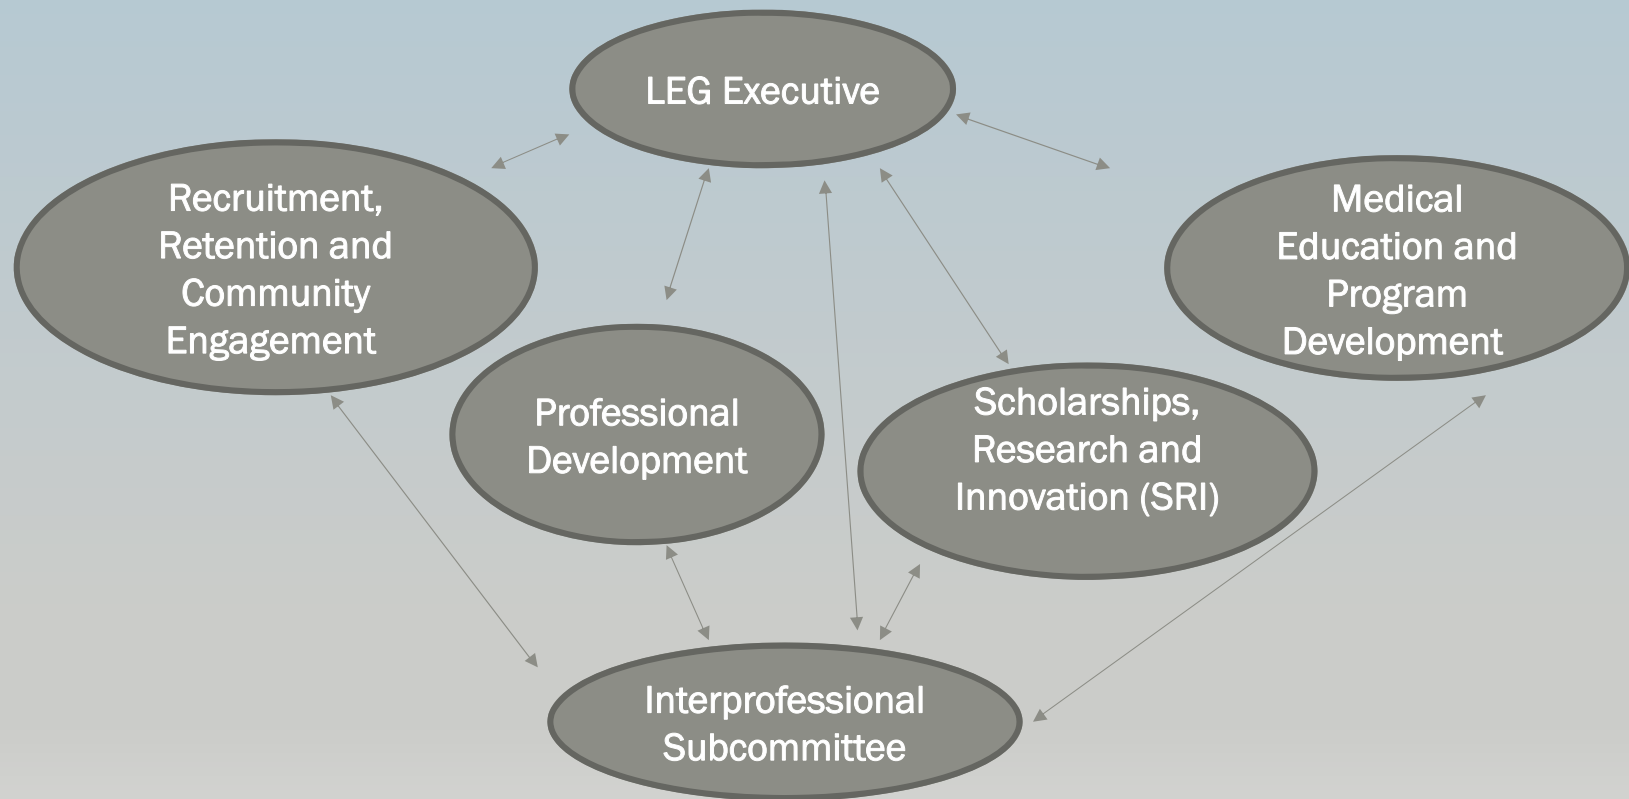 LEG Executive
Recruitment,
Retention and
Community
Engagement
Medical
Education and
Program
Development
Professional
Development
Scholarships,
Research and
Innovation (SRI)
Interprofessional
Subcommittee